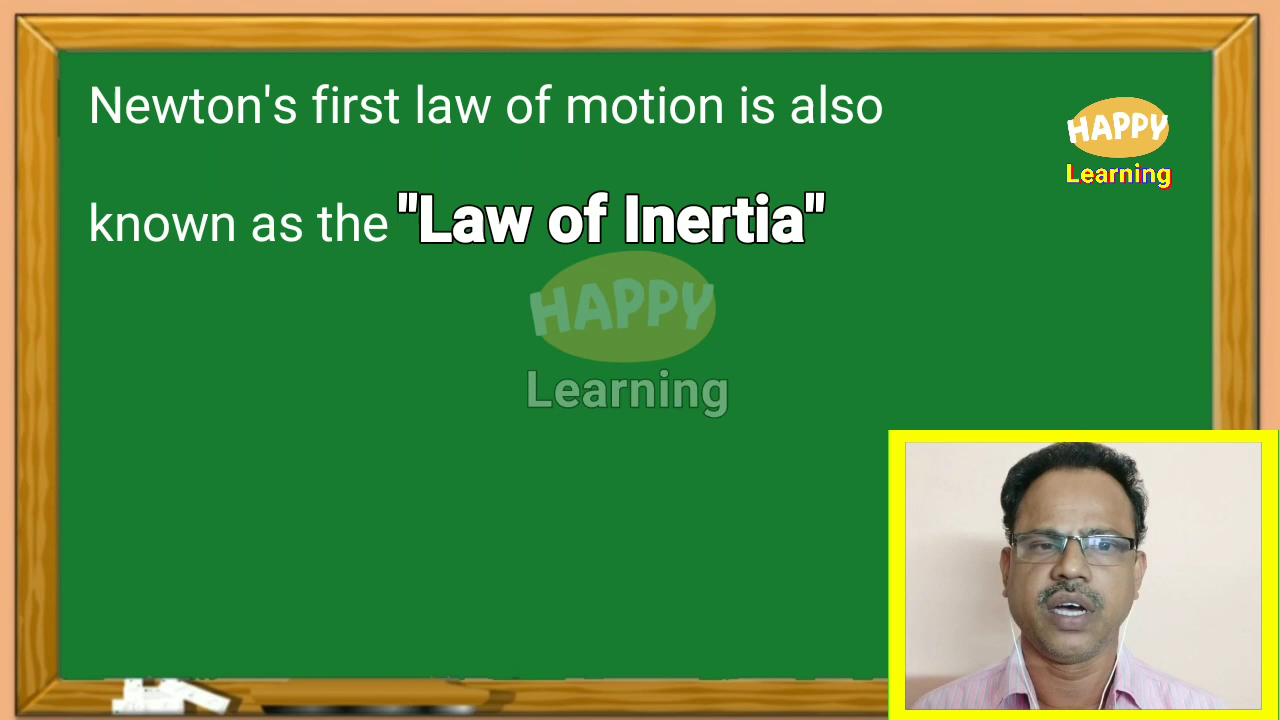 Newton's first law of motion is also
known as the "Law of Inertia"
HAPPY
Learning
HAPPY
Learning